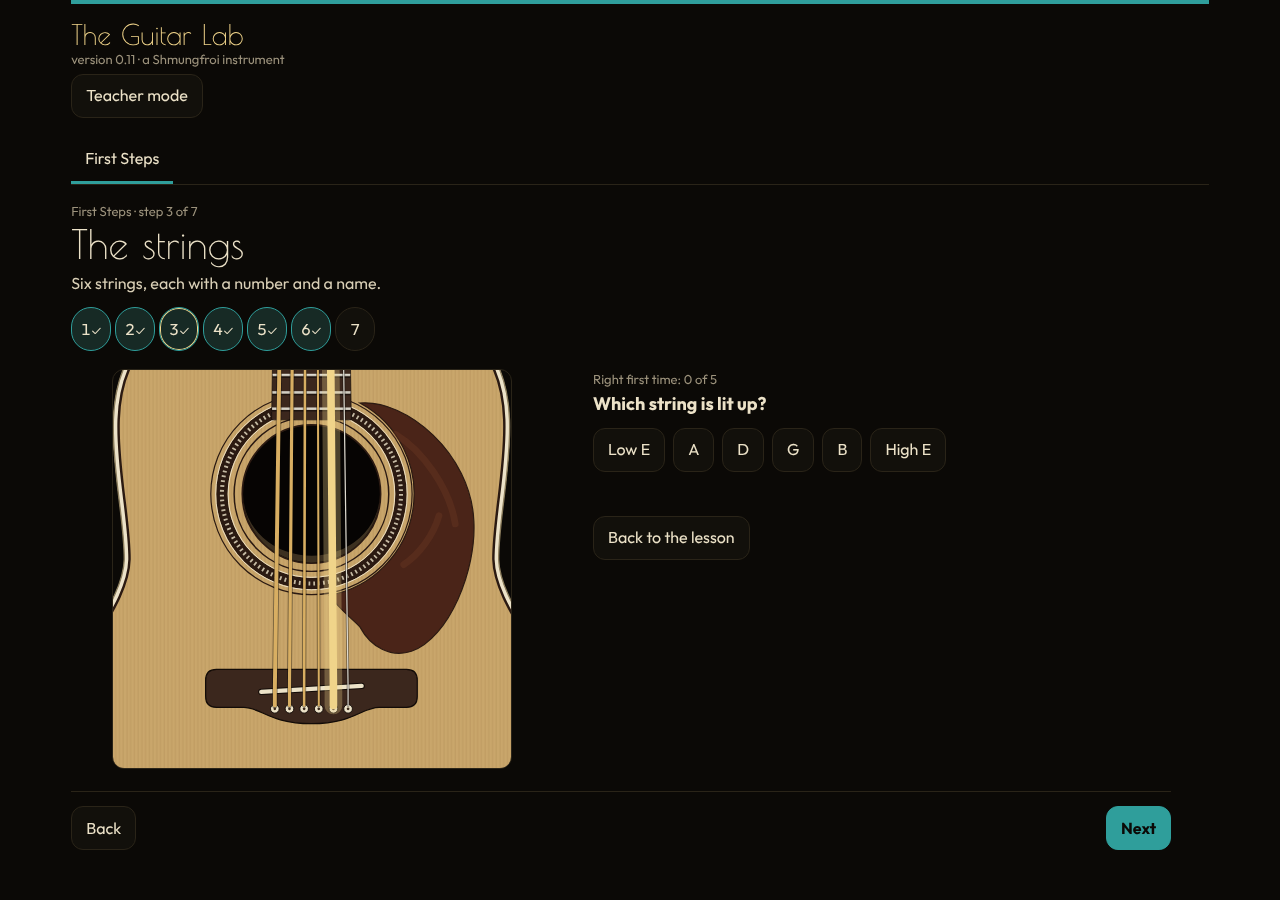 The Guitar Lab
version 0.11 · a Shmungfroi instrument
Teacher mode
First Steps
First Steps · step 3 of 7
The strings
Six strings, each with a number and a name.
1✓ 2✓ 3✓ 4✓ 5✓ 6✓ 7
Right first time: 0 of 5
Which string is lit up?
Low E A D G B High E
Back to the lesson
Back Next